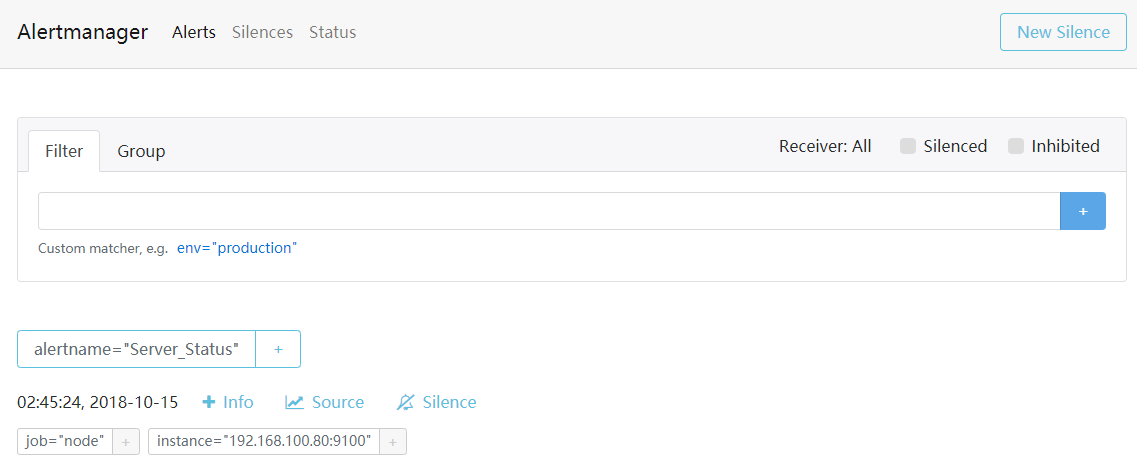 Alertmanager Alerts Silences Status New Silence
Filter Group Receiver: All Silenced Inhibited
+
Custom matcher, e.g. env="production"
alertname="Server_Status" +
02:45:24, 2018-10-15 + Info Source Silence
job="node" + instance="192.168.100.80:9100" +